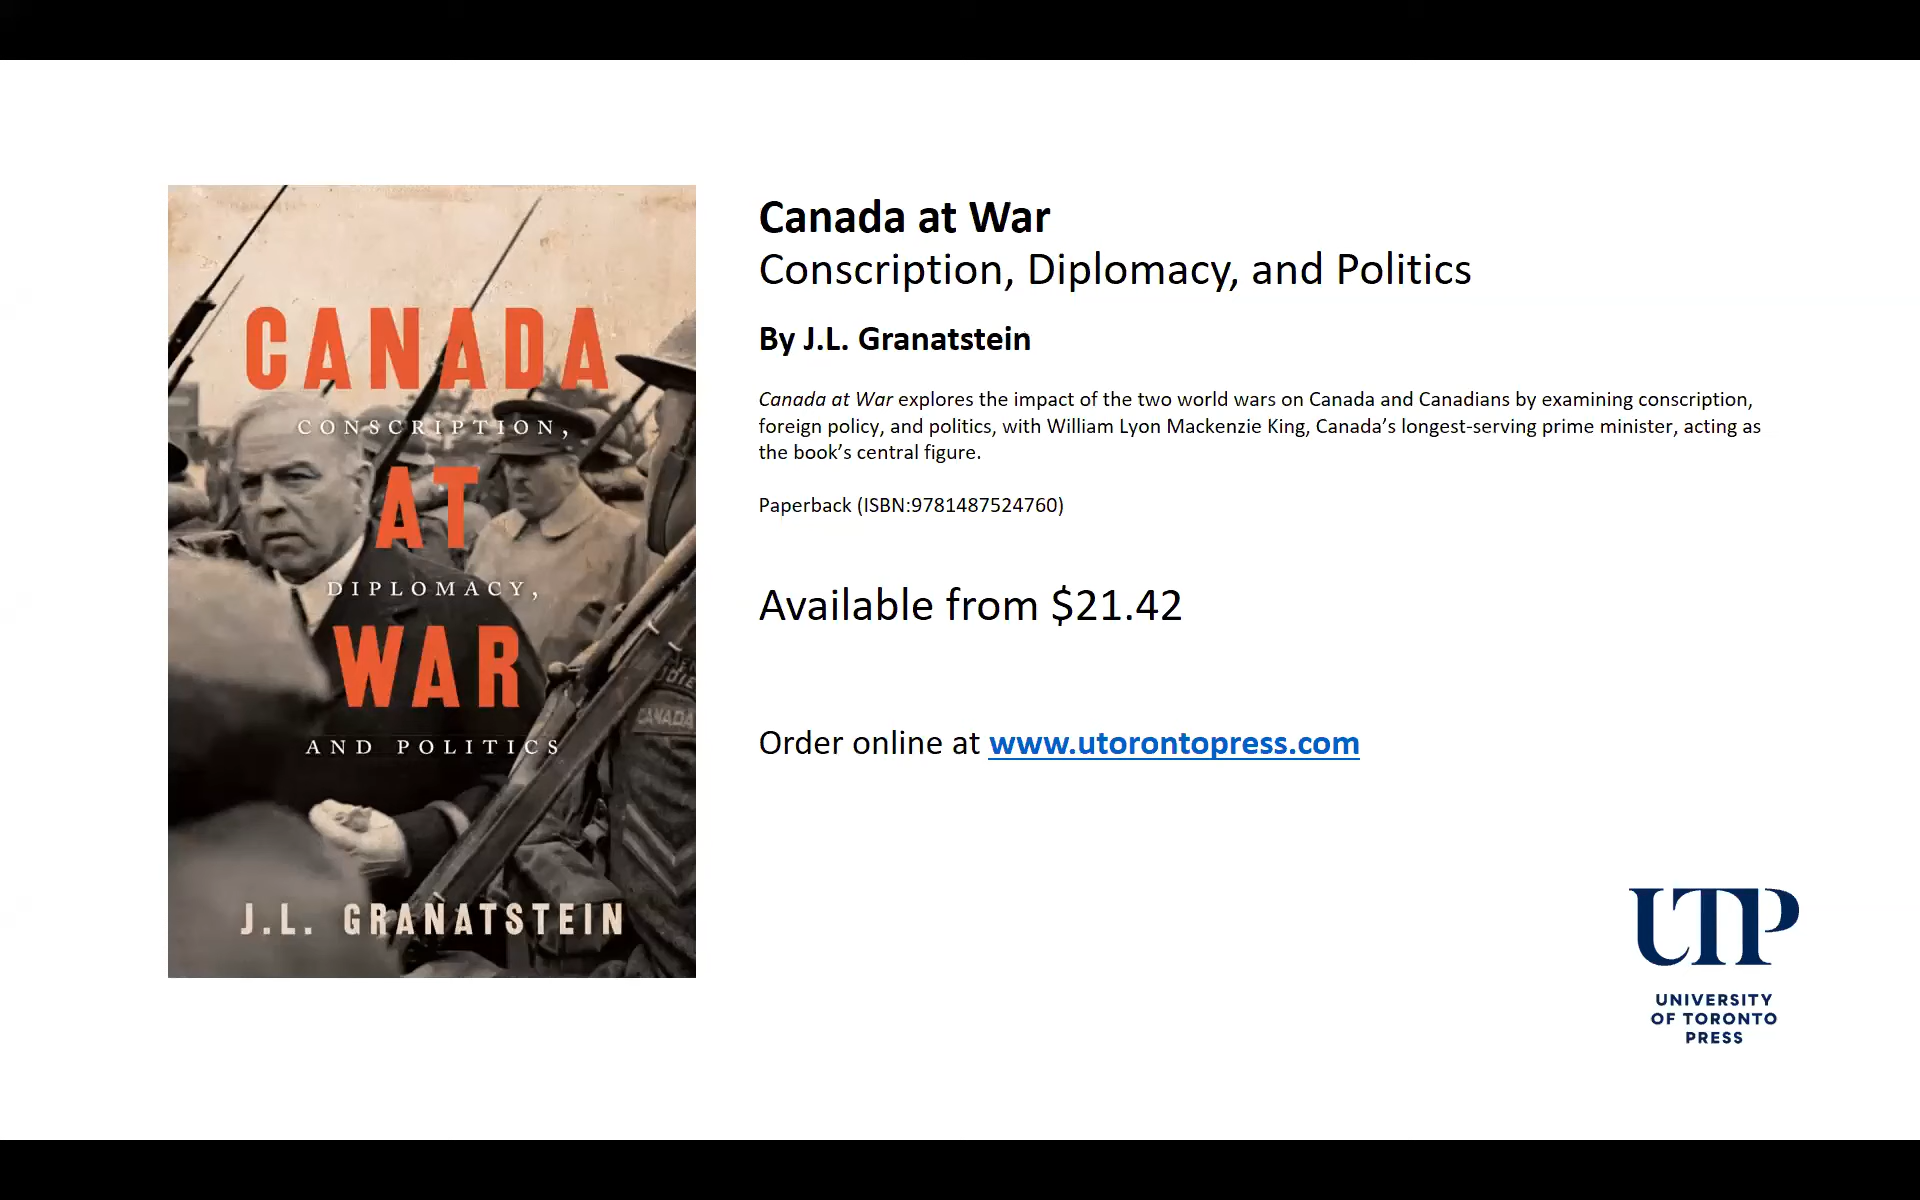 CANADA
CONSCRIPTION,
AT
DIPLOMACY,
WAR
AND POLITICS
CANADA
J.L. GRANATSTEIN
Canada at War
Conscription, Diplomacy, and Politics
By J.L. Granatstein
Canada at War explores the impact of the two world wars on Canada and Canadians by examining conscription,
foreign policy, and politics, with William Lyon Mackenzie King, Canada’s longest-serving prime minister, acting as
the book’s central figure.
Paperback (ISBN:9781487524760)
Available from $21.42
Order online at www.utorontopress.com
UTP
UNIVERSITY
OF TORONTO
PRESS